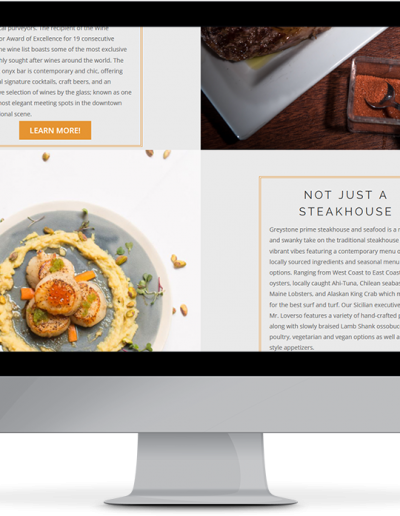 cal purveyors. The recipient of the Wine
or Award of Excellence for 19 consecutive
he wine list boasts some of the most exclusive
hly sought after wines around the world. The
onyx bar is contemporary and chic, offering
al signature cocktails, craft beers, and an
ve selection of wines by the glass; known as one
most elegant meeting spots in the downtown
onal scene.
LEARN MORE!
NOT JUST A
STEAKHOUSE
Greystone prime steakhouse and seafood is a
and swanky take on the traditional steakhouse
vibrant vibes featuring a contemporary menu
locally sourced ingredients and seasonal menu
options. Ranging from West Coast to East Coast
oysters, locally caught Ahi-Tuna, Chilean seabas
Maine Lobsters, and Alaskan King Crab which m
for the best surf and turf. Our Sicilian executive
Mr. Loverso features a variety of hand-crafted p
along with slowly braised Lamb Shank ossobuc
poultry, vegetarian and vegan options as well a
style appetizers.